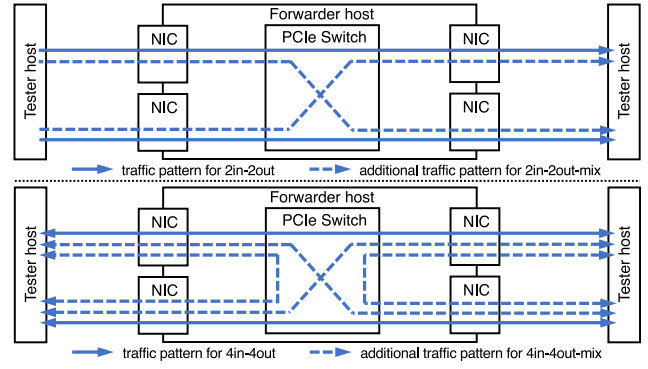 Forwarder host
Tester host
NIC
PCIe Switch
NIC
Tester host
NIC
NIC
traffic pattern for 2in-2out
additional traffic pattern for 2in-2out-mix
Forwarder host
Tester host
NIC
PCIe Switch
NIC
Tester host
NIC
NIC
traffic pattern for 4in-4out
additional traffic pattern for 4in-4out-mix